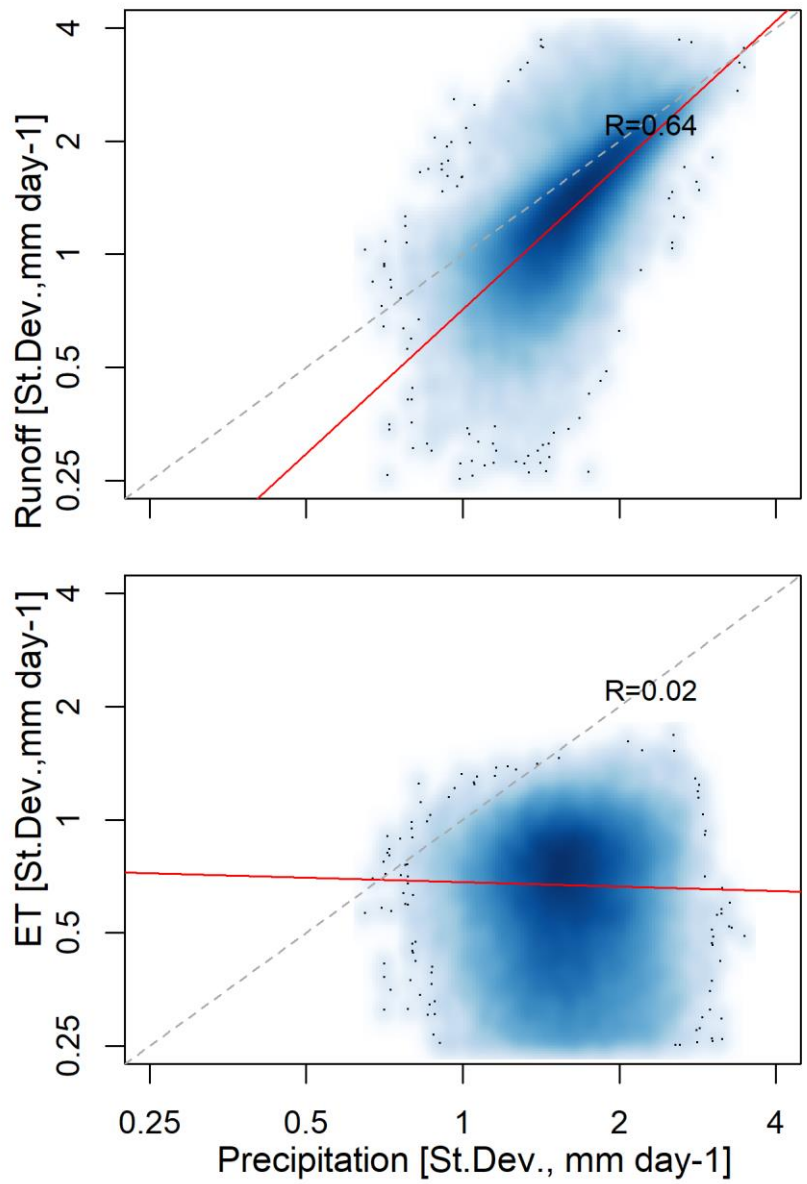 Runoff [St.Dev.,mm day-1]
4
2
1
0.5
0.25
R=0.64
ET [St.Dev.,mm day-1]
4
2
1
0.5
0.25
R=0.02
0.25 0.5 1 2 4
Precipitation [St.Dev., mm day-1]